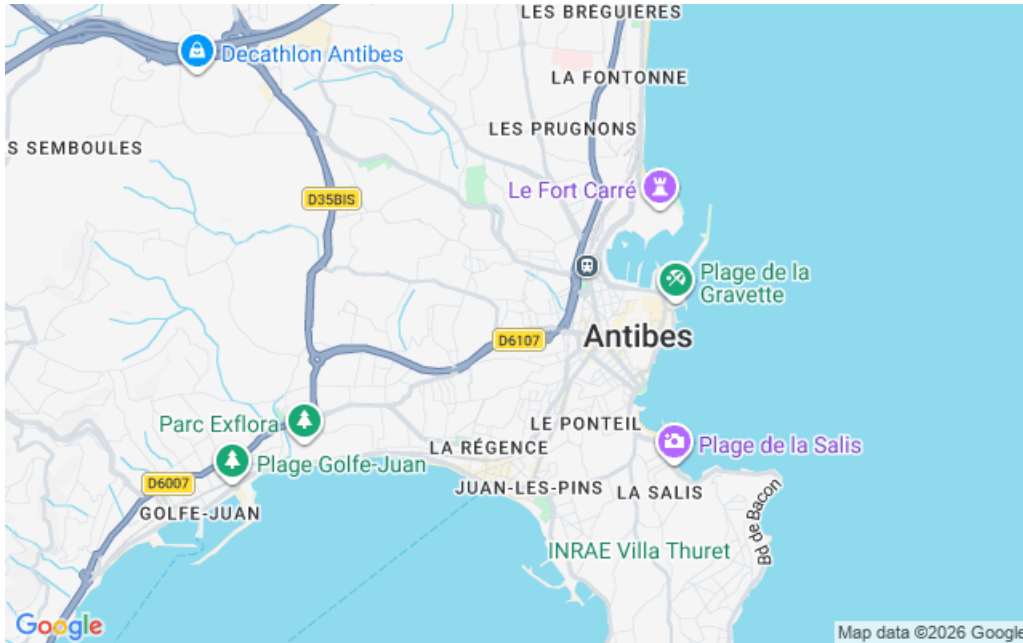 LES BRÉGUIÈRES
Decathlon Antibes
LA FONTONNE
LES PRUGNONS
S SEMBOULES
Le Fort Carré
D35BIS
Plage de la
Gravette
Antibes
D6107
Parc Exflora
LE PONTEIL
LA RÉGENCE
Plage de la Salis
Plage Golfe-Juan
D6007
JUAN-LES-PINS
LA SALIS
GOLFE-JUAN
Bd de Bacon
INRAE Villa Thuret
Google
Map data ©2026 Google